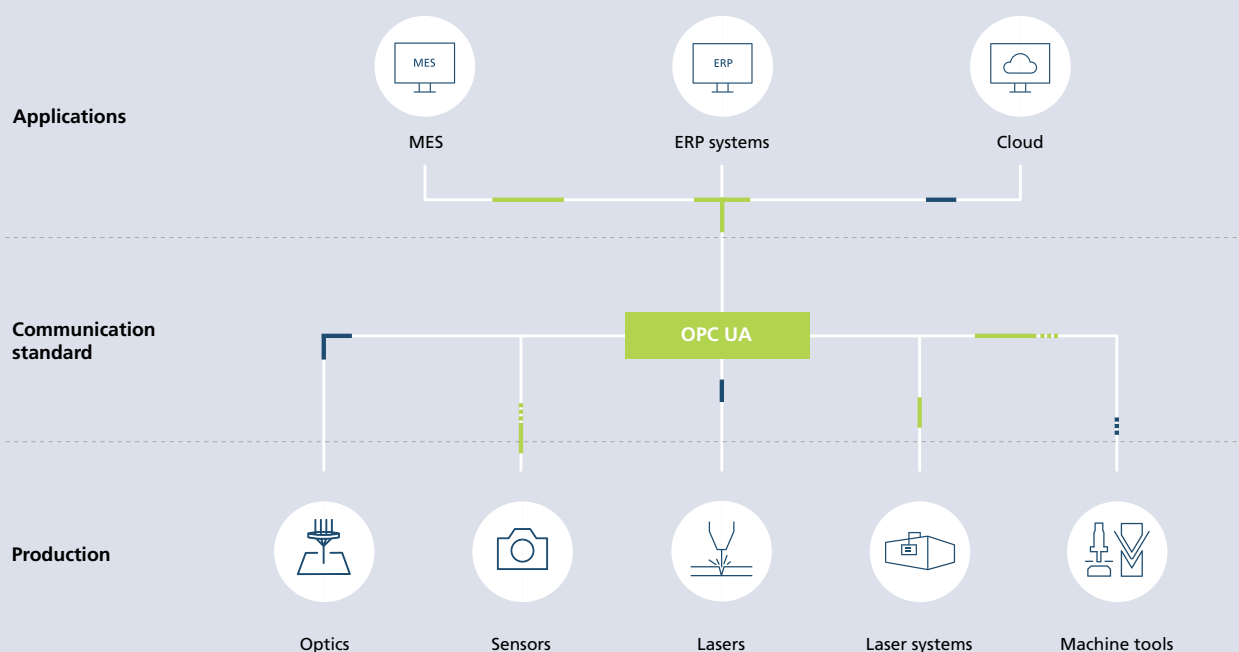 MES
ERP
Applications
MES
ERP systems
Cloud
Communication
standard
OPC UA
Production
Optics
Sensors
Lasers
Laser systems
Machine tools